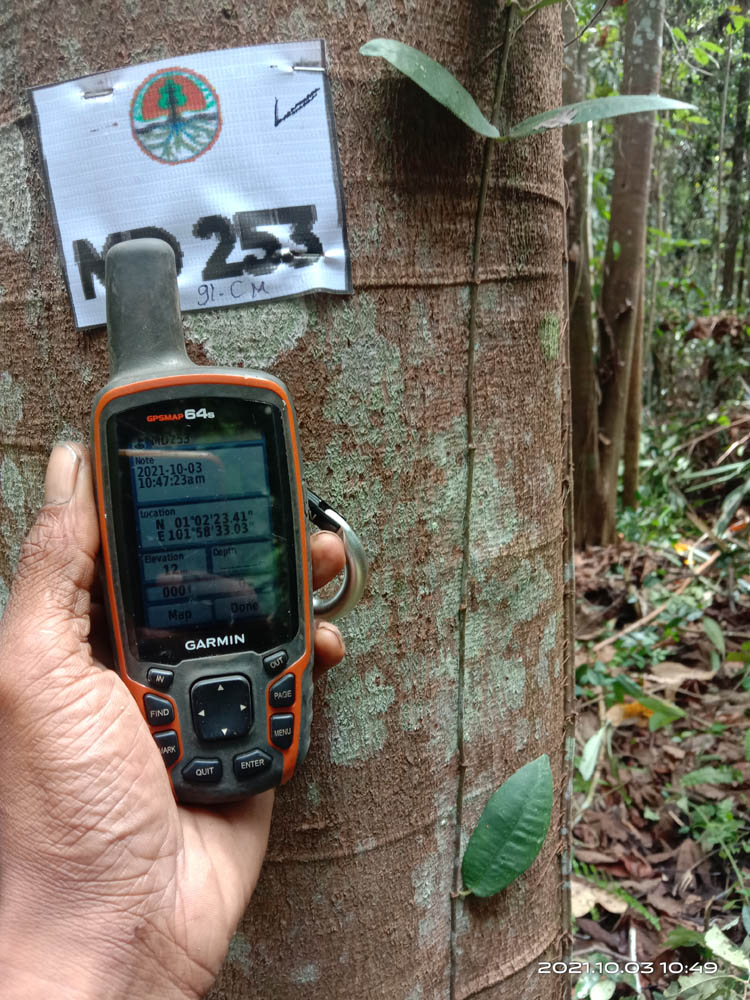 MD 253
91-CM
GPSMAP 64s
MD253
Note
2021-10-03
10:47:23am
Location
N 01°02'23.41"
E 101°58'33.03"
Elevation Depth
12
Map Done
GARMIN
IN OUT
FIND PAGE
MARK MENU
QUIT ENTER
2021.10.03 10:49